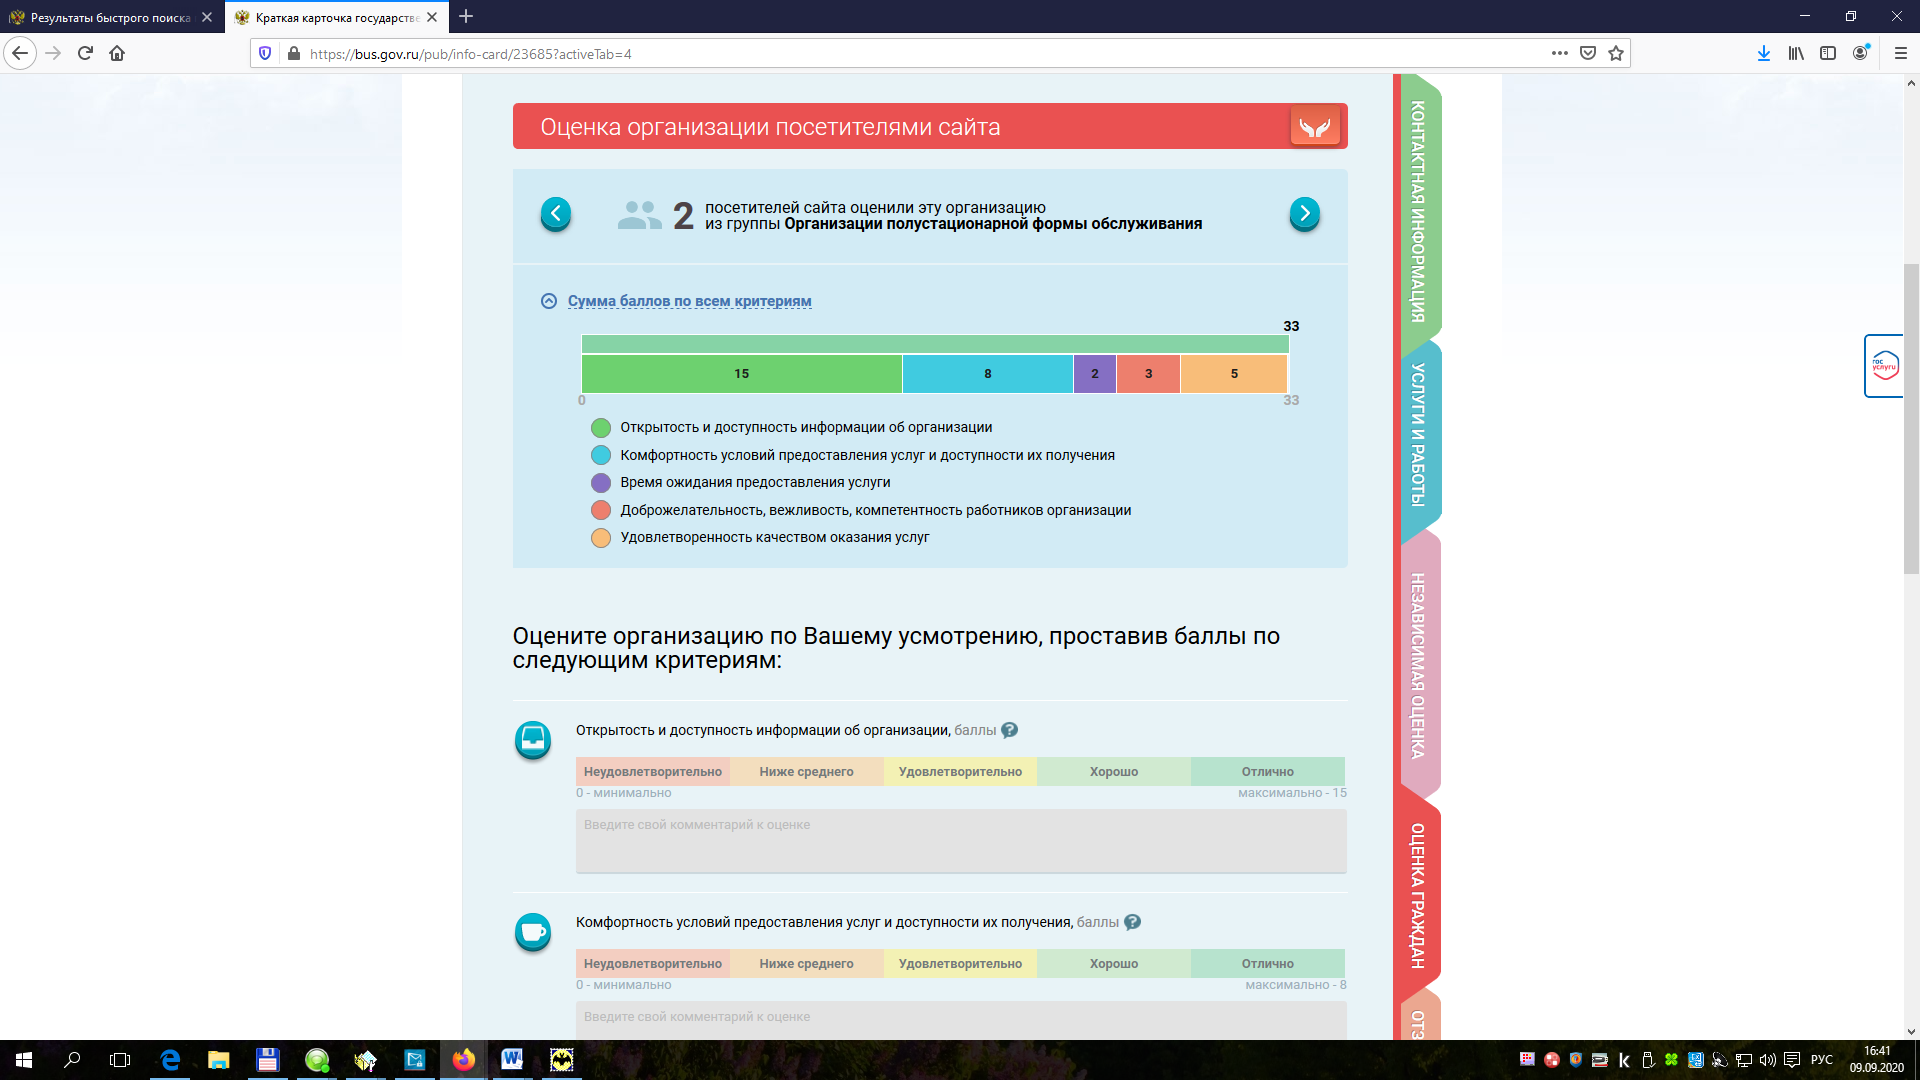 Результаты быстрого поиска
Краткая карточка государстве
https://bus.gov.ru/pub/info-card/23685?activeTab=4
Оценка организации посетителями сайта
2 посетителей сайта оценили эту организацию
из группы Организации полустационарной формы обслуживания
Сумма баллов по всем критериям
33
15 8 2 3 5
0 33
Открытость и доступность информации об организации
Комфортность условий предоставления услуг и доступности их получения
Время ожидания предоставления услуги
Доброжелательность, вежливость, компетентность работников организации
Удовлетворенность качеством оказания услуг
Оцените организацию по Вашему усмотрению, проставив баллы по
следующим критериям:
Открытость и доступность информации об организации, баллы ?
Неудовлетворительно Ниже среднего Удовлетворительно Хорошо Отлично
0 - минимально максимально - 15
Введите свой комментарий к оценке
Комфортность условий предоставления услуг и доступности их получения, баллы ?
Неудовлетворительно Ниже среднего Удовлетворительно Хорошо Отлично
0 - минимально максимально - 8
Введите свой комментарий к оценке
КОНТАКТНАЯ ИНФОРМАЦИЯ
УСЛУГИ И РАБОТЫ
НЕЗАВИСИМАЯ ОЦЕНКА
ОЦЕНКА ГРАЖДАН
ОТЗ
гос
услуги
РУС
16:41
09.09.2020